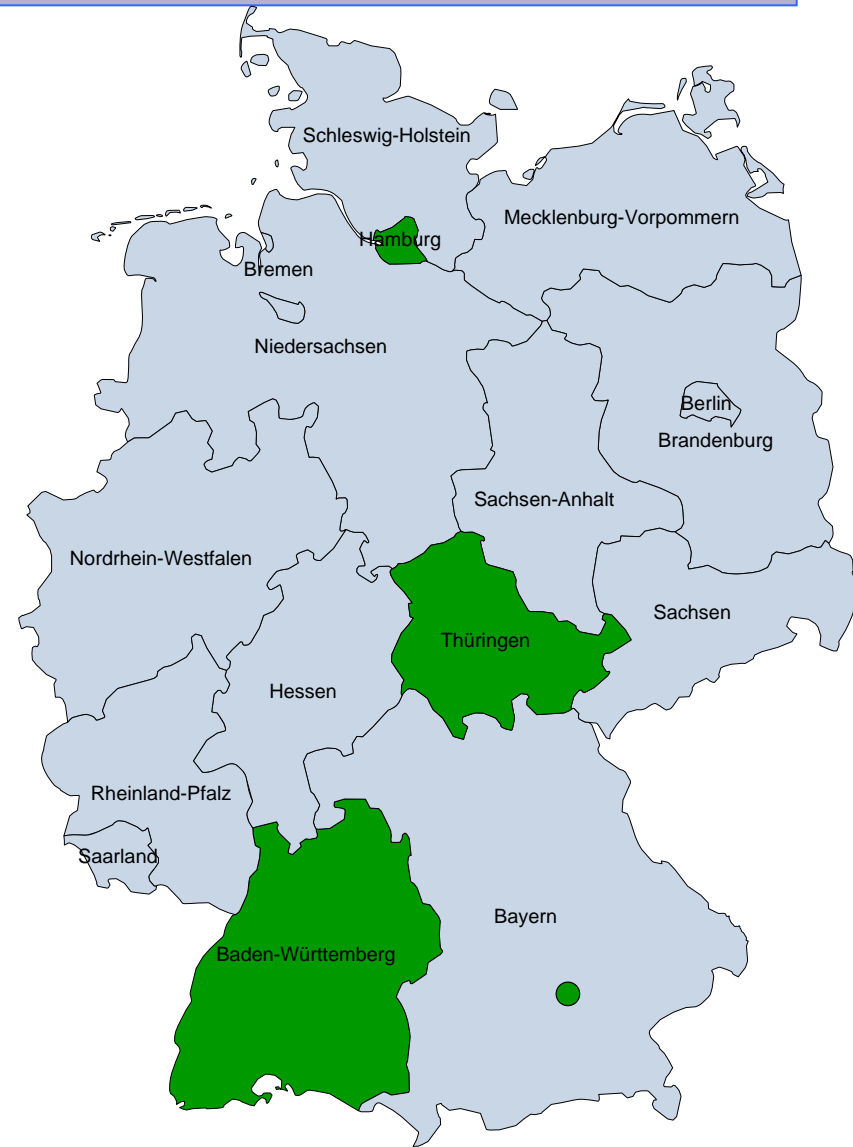 Schleswig-Holstein
Mecklenburg-Vorpommern
Hamburg
Bremen
Niedersachsen
Berlin
Brandenburg
Sachsen-Anhalt
Nordrhein-Westfalen
Sachsen
Thüringen
Hessen
Rheinland-Pfalz
Saarland
Bayern
Baden-Württemberg